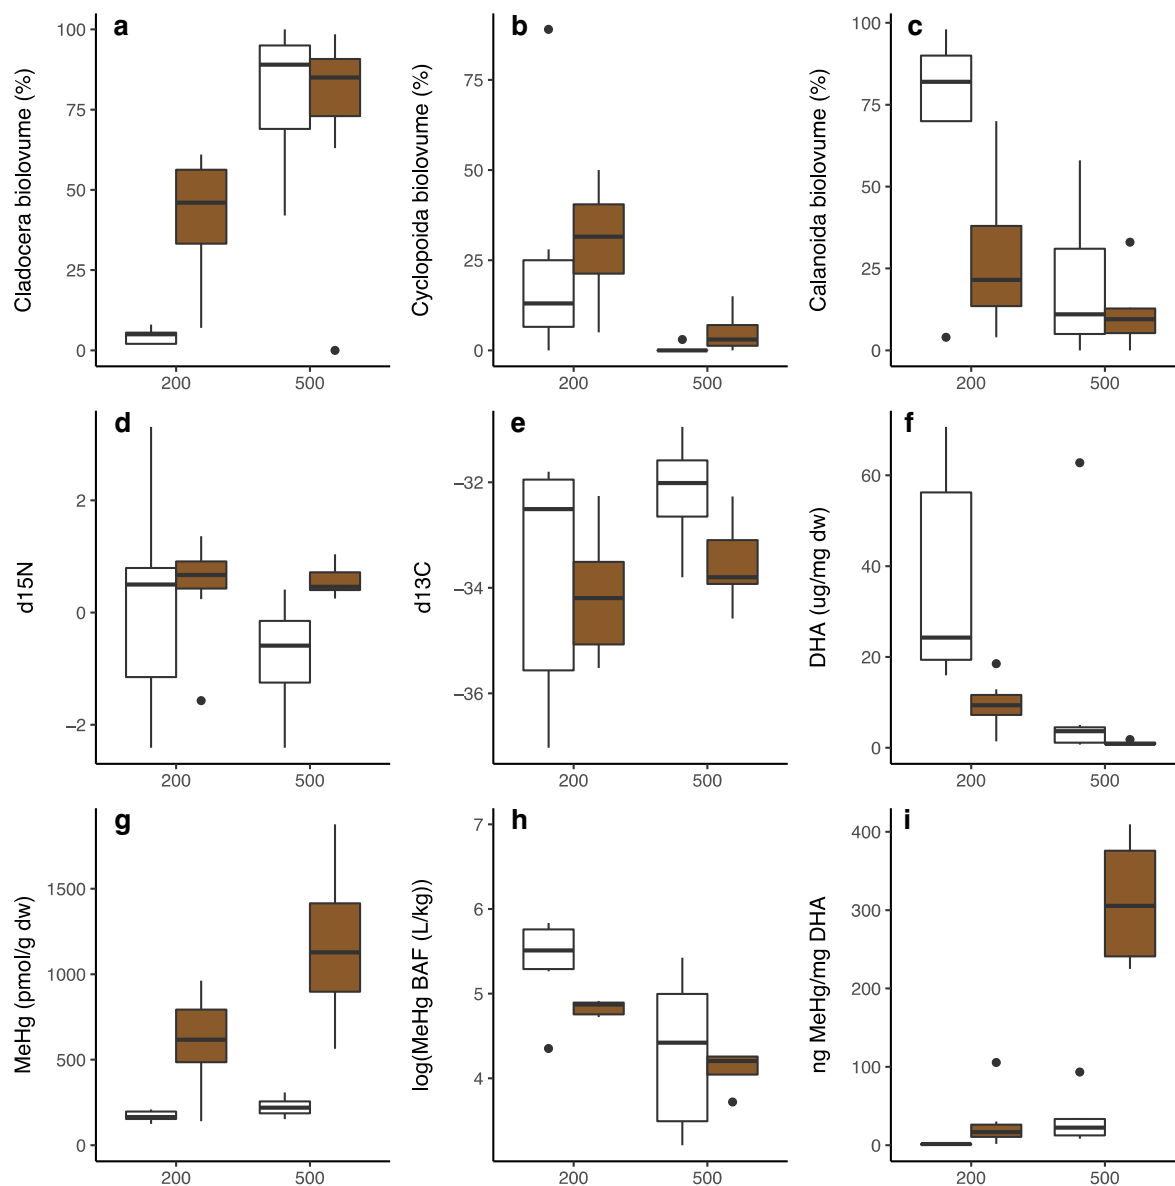 a
Cladocera biolovume (%)
100
75
50
25
0
200 500
b
Cyclopoida biolovume (%)
75
50
25
0
200 500
c
Calanoida biolovume (%)
100
75
50
25
0
200 500
d
d15N
2
0
−2
200 500
e
d13C
−32
−34
−36
200 500
f
DHA (ug/mg dw)
60
40
20
0
200 500
g
MeHg (pmol/g dw)
1500
1000
500
0
200 500
h
log(MeHg BAF (L/kg))
7
6
5
4
200 500
i
ng MeHg/mg DHA
400
300
200
100
0
200 500